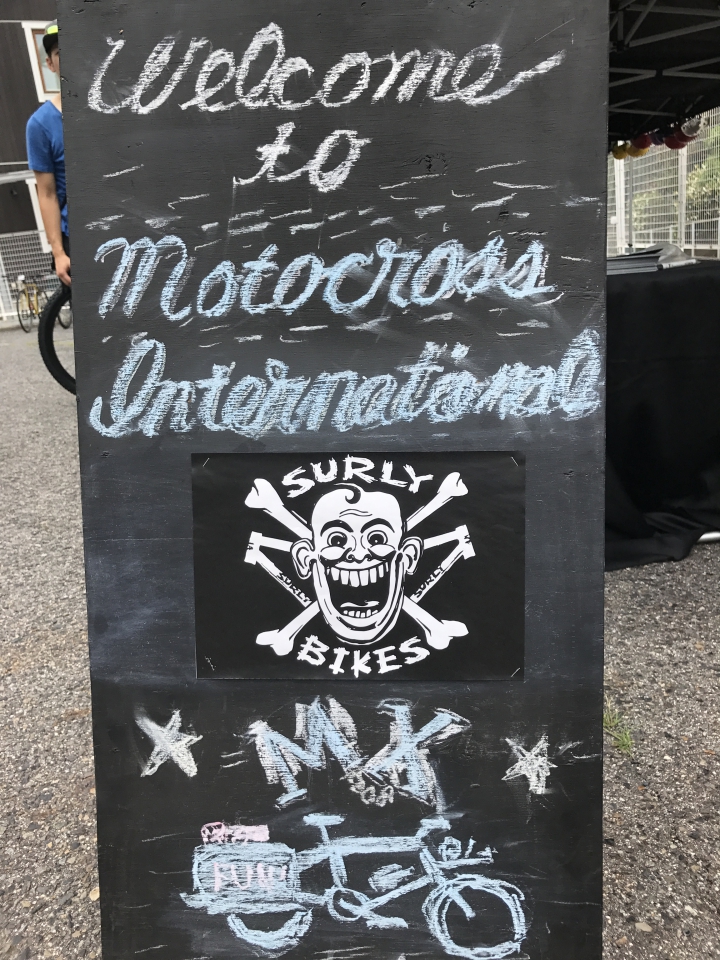 Welcome
to
Motocross
International
SURLY
SURLY
SURLY
BIKES
MX